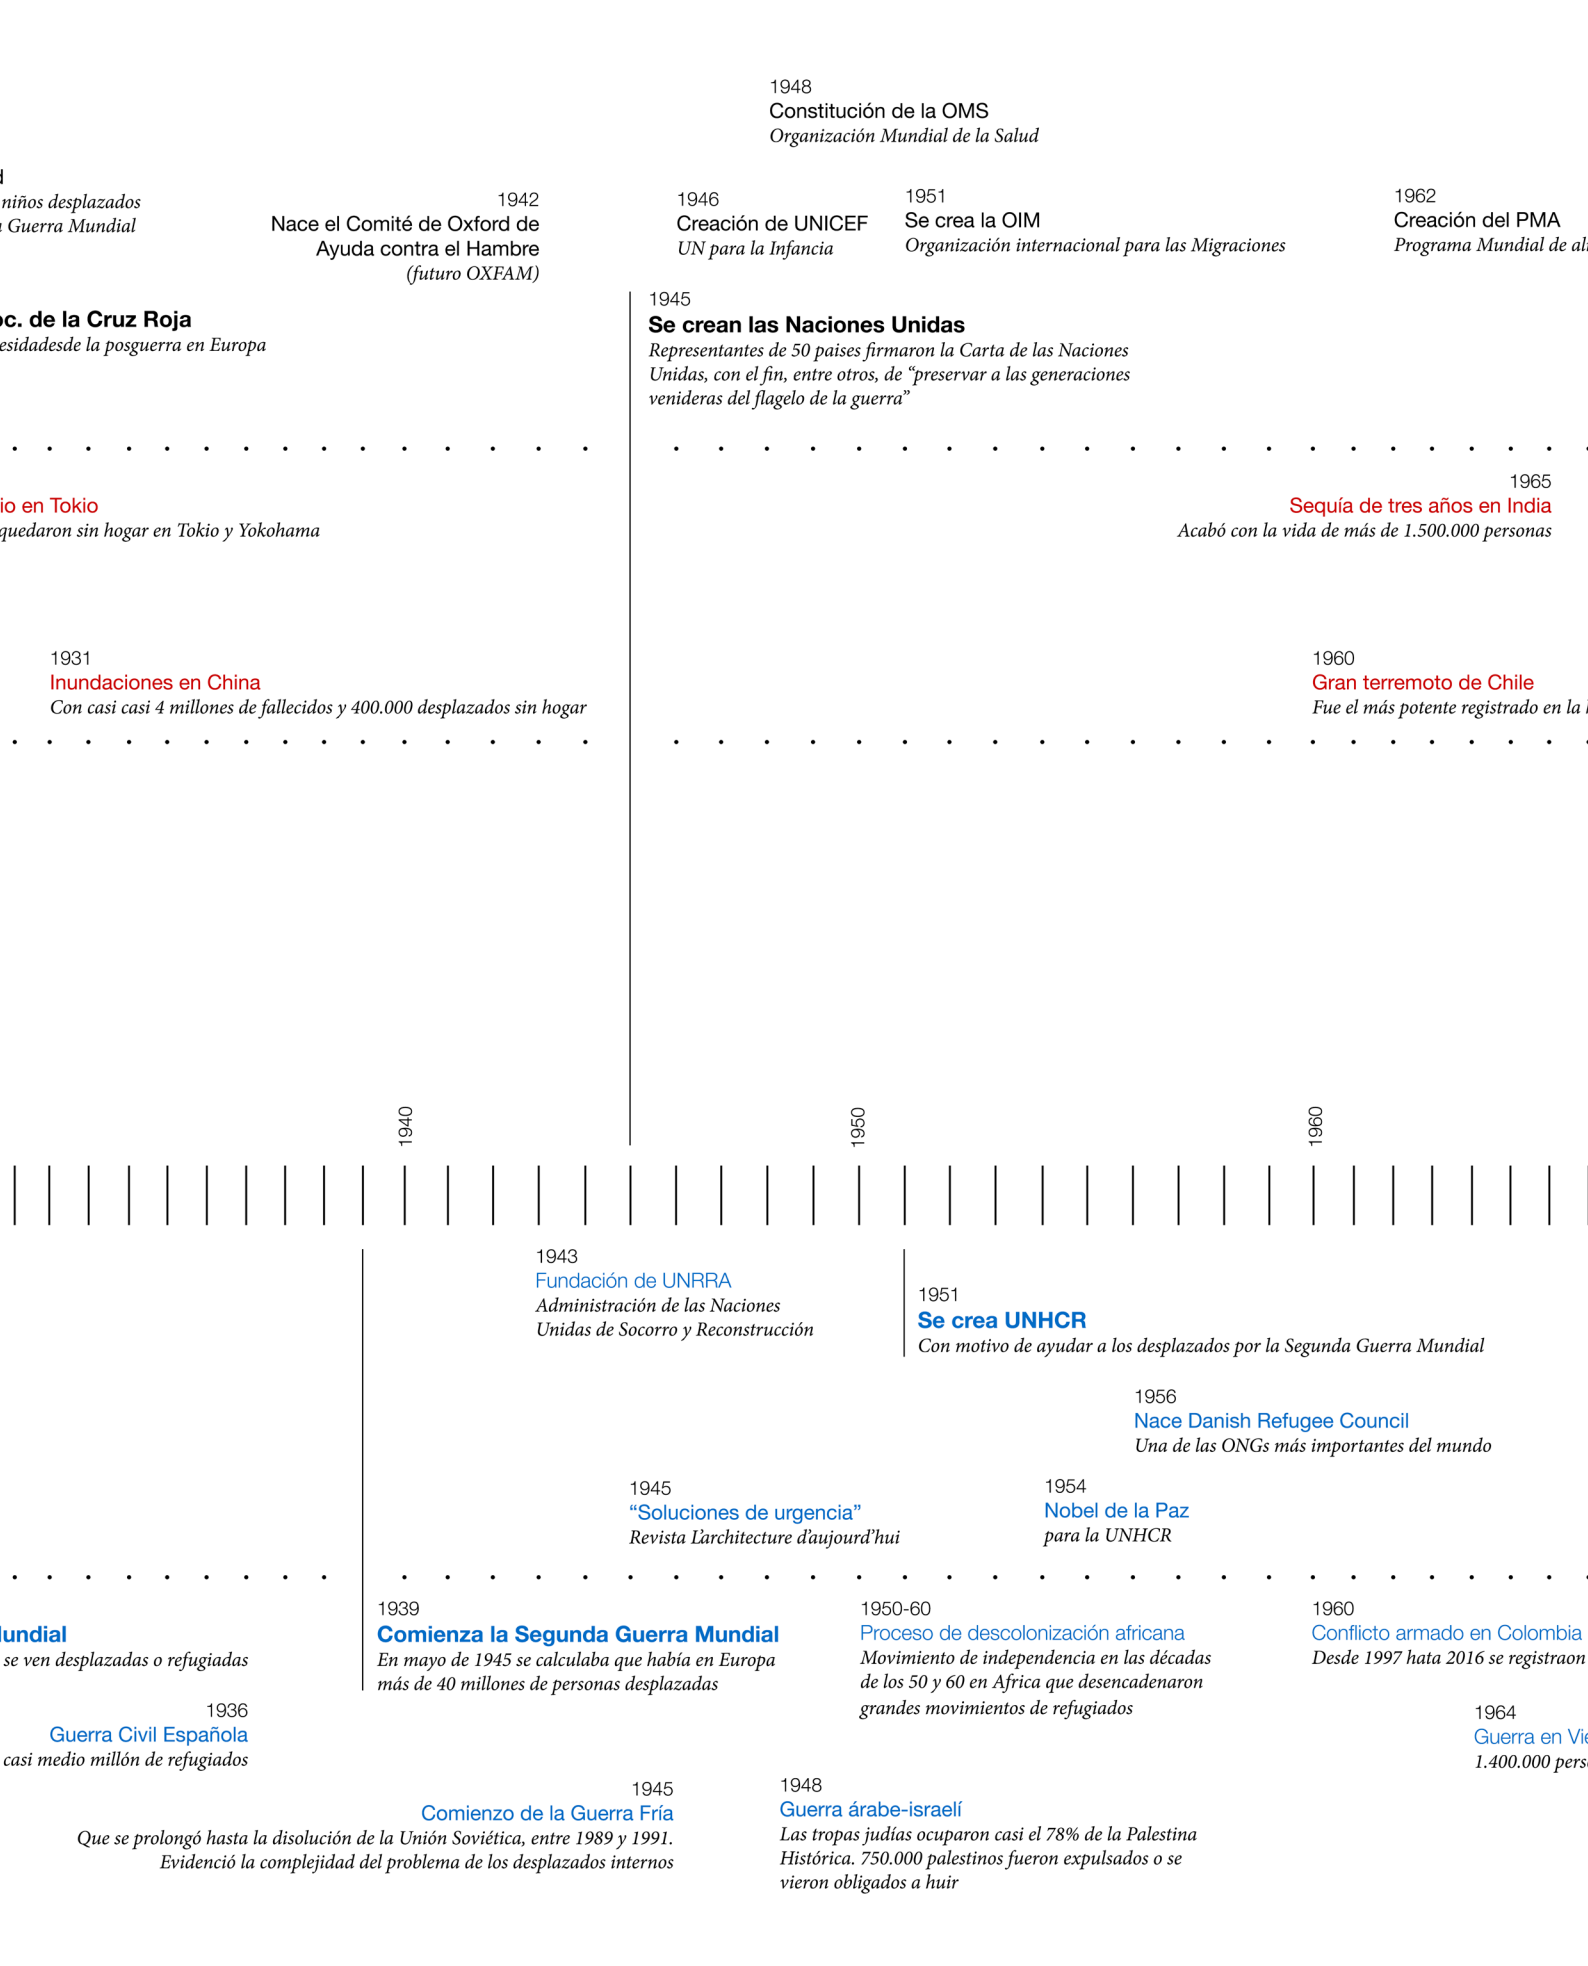 1948
Constitución de la OMS
Organización Mundial de la Salud
niños desplazados
Guerra Mundial
1942
Nace el Comité de Oxford de
Ayuda contra el Hambre
(futuro OXFAM)
1946
Creación de UNICEF
UN para la Infancia
1951
Se crea la OIM
Organización internacional para las Migraciones
1962
Creación del PMA
Programa Mundial de
de la Cruz Roja
esidadesde la posguerra en Europa
1945
Se crean las Naciones Unidas
Representantes de 50 paises firmaron la Carta de las Naciones
Unidas, con el fin, entre otros, de “preservar a las generaciones
venideras del flagelo de la guerra”
en Tokio
quedaron sin hogar en Tokio y Yokohama
1965
Sequía de tres años en India
Acabó con la vida de más de 1.500.000 personas
1931
Inundaciones en China
Con casi casi 4 millones de fallecidos y 400.000 desplazados sin hogar
1960
Gran terremoto de Chile
Fue el más potente registrado en la
1940
1950
1960
1943
Fundación de UNRRA
Administración de las Naciones
Unidas de Socorro y Reconstrucción
1951
Se crea UNHCR
Con motivo de ayudar a los desplazados por la Segunda Guerra Mundial
1956
Nace Danish Refugee Council
Una de las ONGs más importantes del mundo
1945
“Soluciones de urgencia”
Revista L'architecture d'aujourd'hui
1954
Nobel de la Paz
para la UNHCR
undial
se ven desplazadas o refugiadas
1939
Comienza la Segunda Guerra Mundial
En mayo de 1945 se calculaba que había en Europa
más de 40 millones de personas desplazadas
1950-60
Proceso de descolonización africana
Movimiento de independencia en las décadas
de los 50 y 60 en Africa que desencadenaron
grandes movimientos de refugiados
1960
Conflicto armado en Colombia
Desde 1997 hata 2016 se registraon
1936
Guerra Civil Española
casi medio millón de refugiados
1964
Guerra en
1.400.000
1945
Comienzo de la Guerra Fría
Que se prolongó hasta la disolución de la Unión Soviética, entre 1989 y 1991.
Evidenció la complejidad del problema de los desplazados internos
1948
Guerra árabe-israelí
Las tropas judías ocuparon casi el 78% de la Palestina
Histórica. 750.000 palestinos fueron expulsados o se
vieron obligados a huir